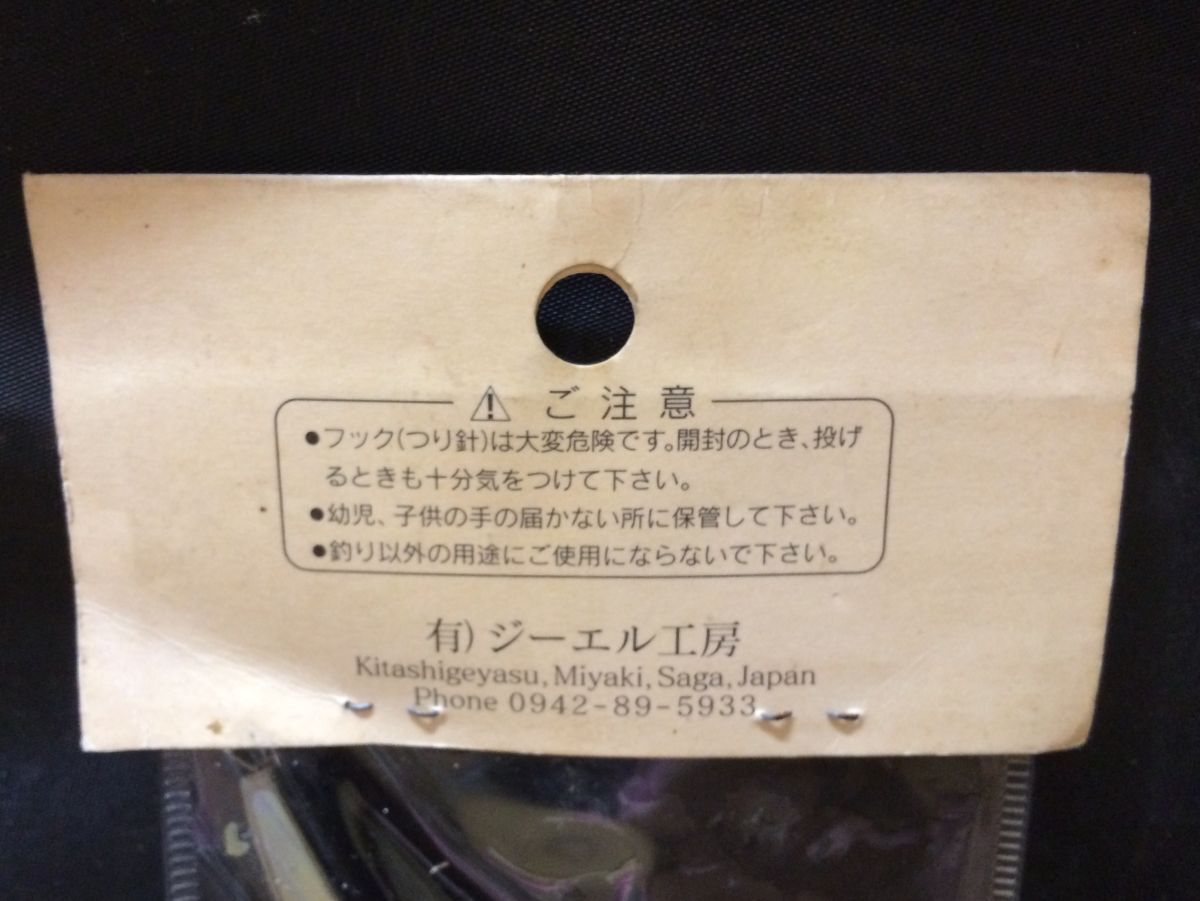 ご注意
●フック(つり針)は大変危険です。開封のとき、投げ
るときも十分気をつけて下さい。
●幼児、子供の手の届かない所に保管して下さい。
●釣り以外の用途にご使用にならないで下さい。
有)ジーエル工房
Kitashigeyasu, Miyaki, Saga, Japan
Phone 0942-89-5933